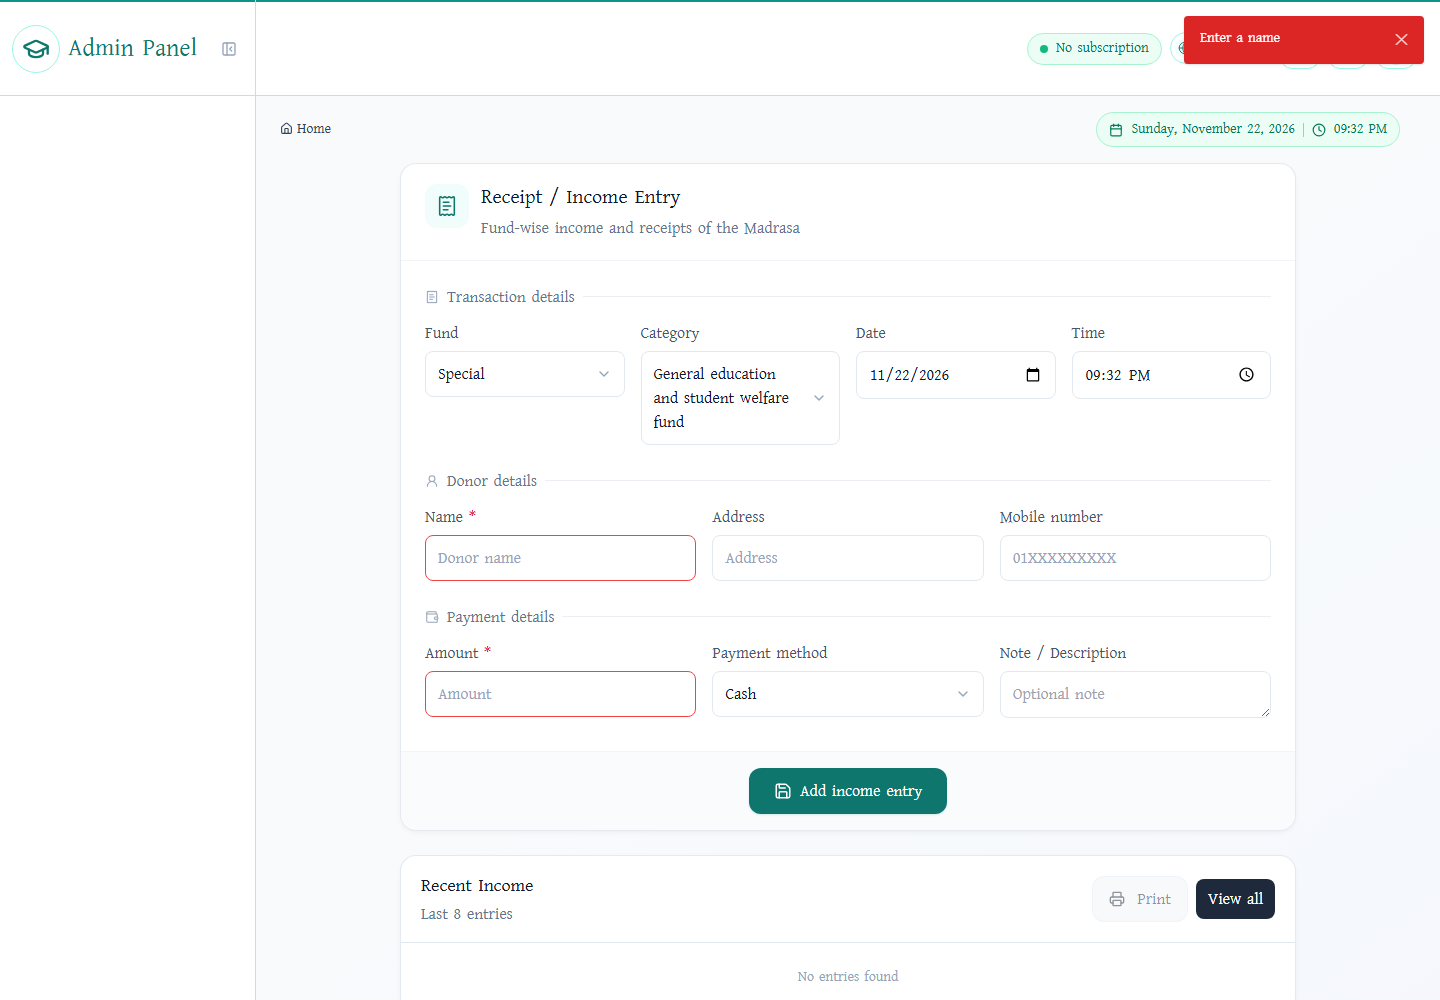 Admin Panel
No subscription
Enter a name
Home
Sunday, November 22, 2026 | 09:32 PM
Receipt / Income Entry
Fund-wise income and receipts of the Madrasa
Transaction details
Fund
Category
Date
Time
Special
General education
and student welfare
fund
11/22/2026
09:32 PM
Donor details
Name *
Address
Mobile number
Donor name
Address
01XXXXXXXXX
Payment details
Amount *
Payment method
Note / Description
Amount
Cash
Optional note
Add income entry
Recent Income
Last 8 entries
Print
View all
No entries found